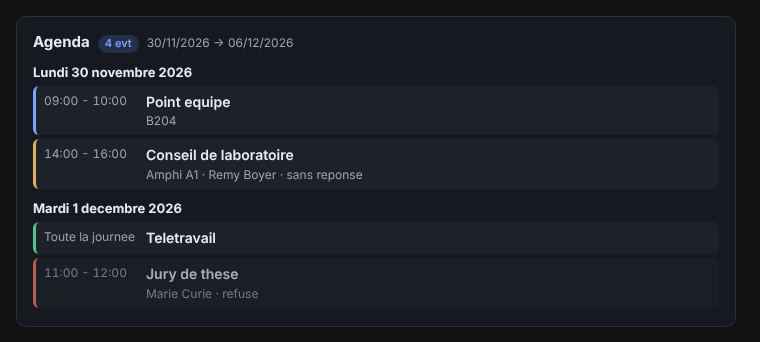 Agenda 4 evt 30/11/2026 → 06/12/2026
Lundi 30 novembre 2026
09:00 - 10:00 Point equipe
B204
14:00 - 16:00 Conseil de laboratoire
Amphi A1 · Remy Boyer · sans reponse
Mardi 1 decembre 2026
Toute la journee Teletravail
11:00 - 12:00 Jury de these
Marie Curie · refuse